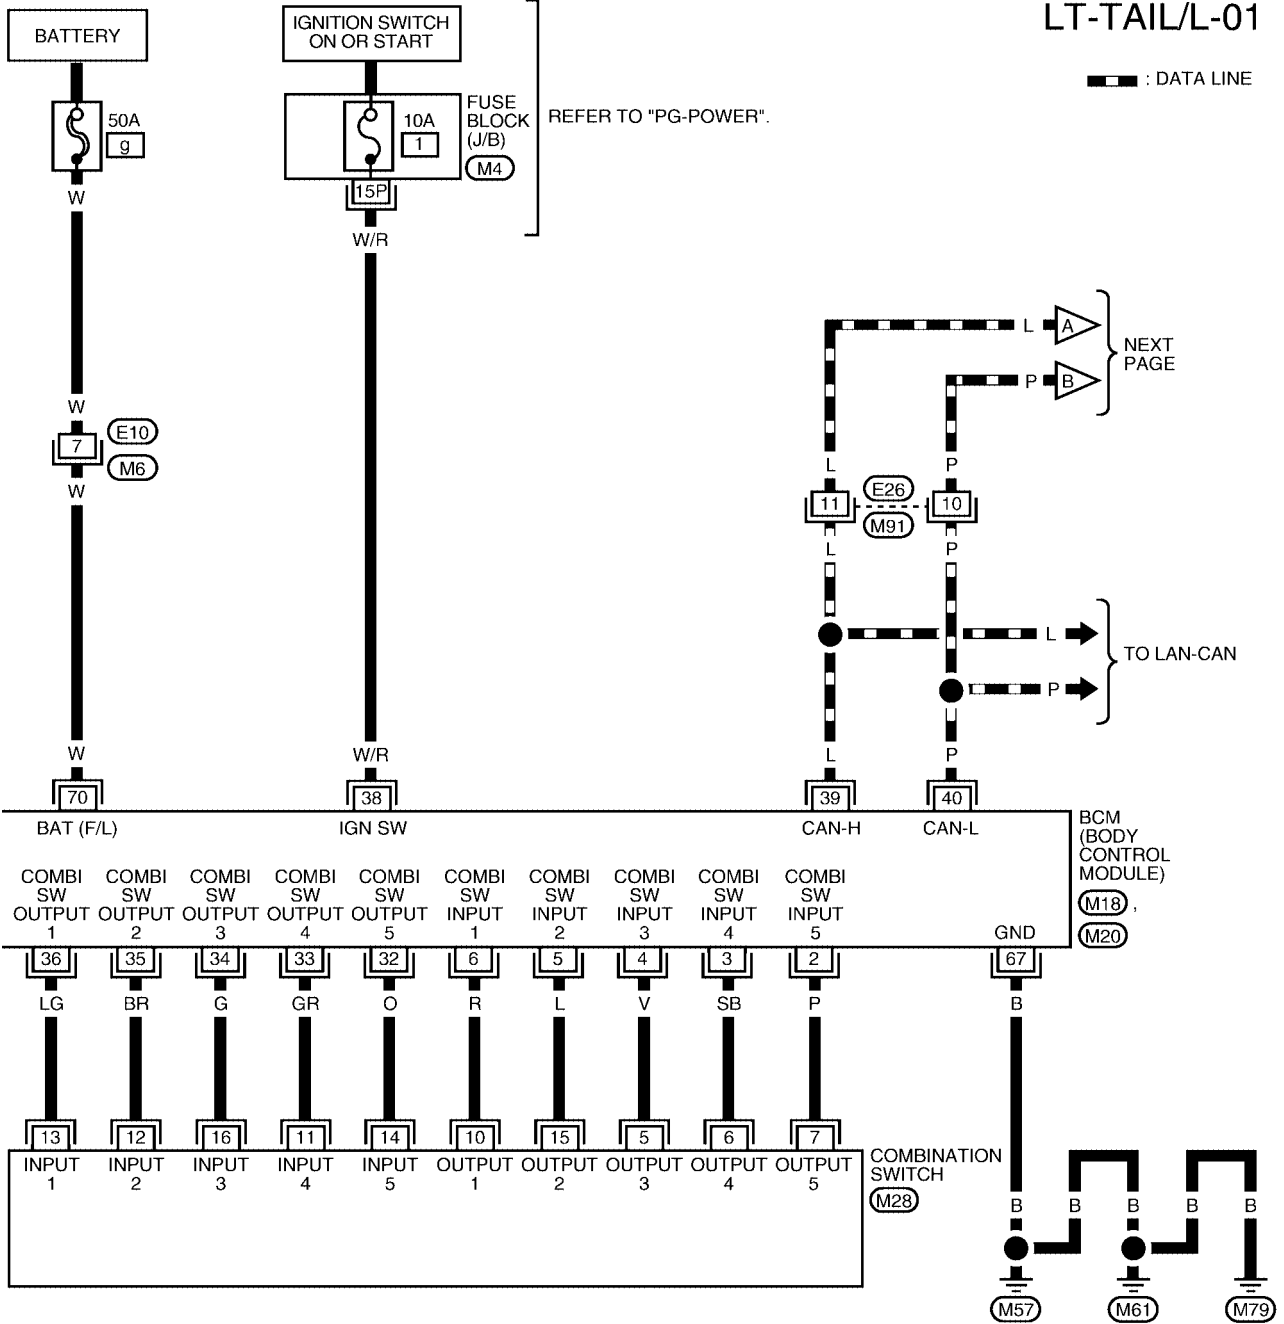 LT-TAIL/L-01
: DATA LINE
BATTERY
IGNITION SWITCH
ON OR START
50A
g
10A
1
FUSE
BLOCK
(J/B)
M4
REFER TO "PG-POWER".
15P
W
W/R
L
A
P
B
NEXT
PAGE
W
7
E10
M6
W
L
P
11
E26
M91
10
L
P
L
P
TO LAN-CAN
W
W/R
L
P
70
38
39
40
BAT (F/L)
IGN SW
CAN-H
CAN-L
BCM
(BODY
CONTROL
MODULE)
M18 ,
M20
COMBI COMBI COMBI COMBI COMBI COMBI COMBI COMBI COMBI COMBI
SW SW SW SW SW SW SW SW SW SW
OUTPUT OUTPUT OUTPUT OUTPUT OUTPUT INPUT INPUT INPUT INPUT INPUT
1 2 3 4 5 1 2 3 4 5 GND
36 35 34 33 32 6 5 4 3 2 67
LG BR G GR O R L V SB P B
13 12 16 11 14 10 15 5 6 7
INPUT INPUT INPUT INPUT INPUT OUTPUT OUTPUT OUTPUT OUTPUT OUTPUT
1 2 3 4 5 1 2 3 4 5
COMBINATION
SWITCH
M28
B B B B B
M57 M61 M79